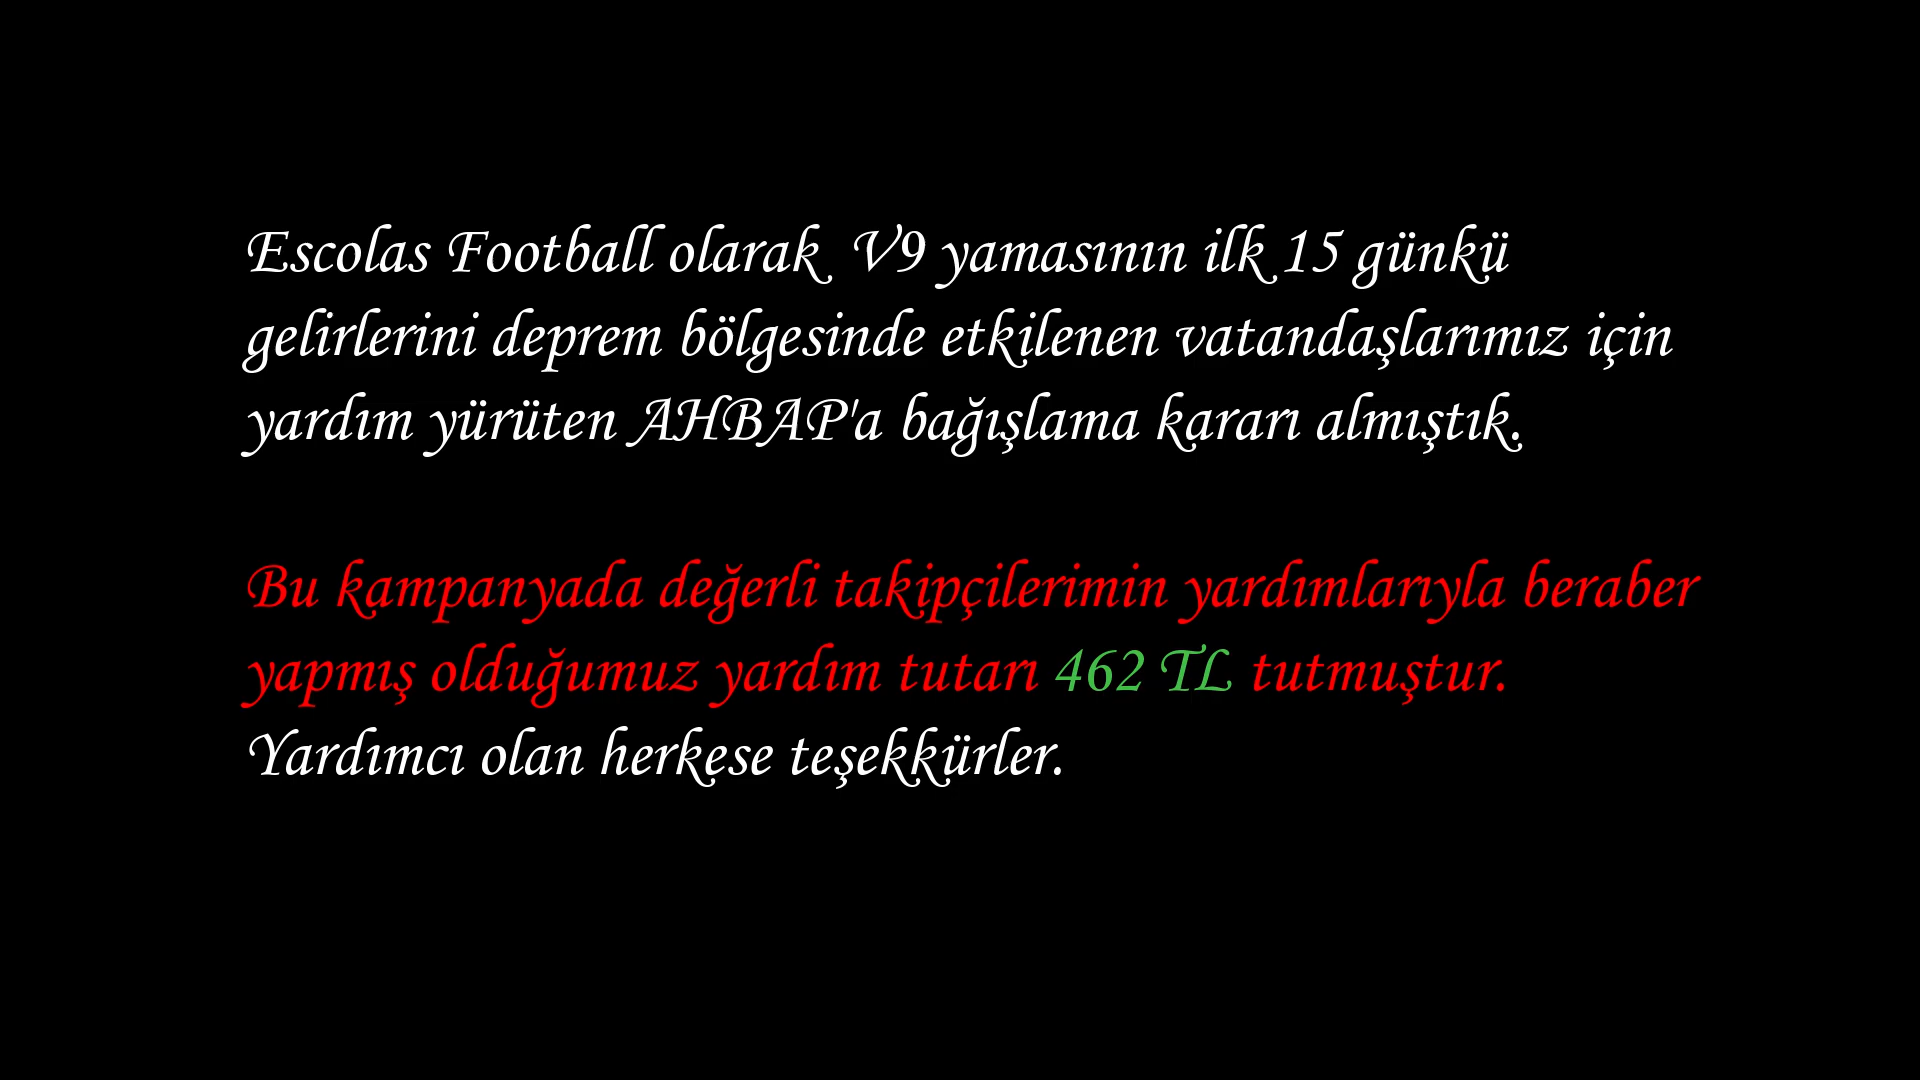 Escolas Football olarak  V9 yamasının ilk 15 günkü
gelirlerini deprem bölgesinde etkilenen vatandaşlarımız için
yardım yürüten AHBAP'a bağışlama kararı almıştık.
Bu kampanyada değerli takipçilerimin yardımlarıyla beraber
yapmış olduğumuz yardım tutarı 462 TL tutmuştur.
Yardımcı olan herkese teşekkürler.